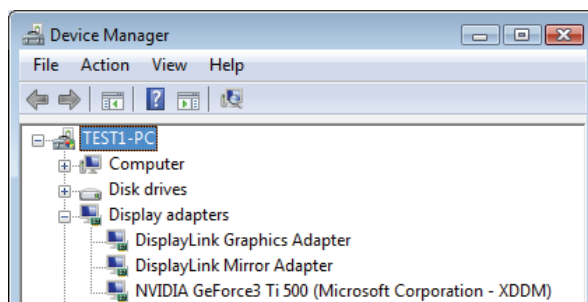 Device Manager
File Action View Help
TEST1-PC
Computer
Disk drives
Display adapters
DisplayLink Graphics Adapter
DisplayLink Mirror Adapter
NVIDIA GeForce3 Ti 500 (Microsoft Corporation - XDDM)